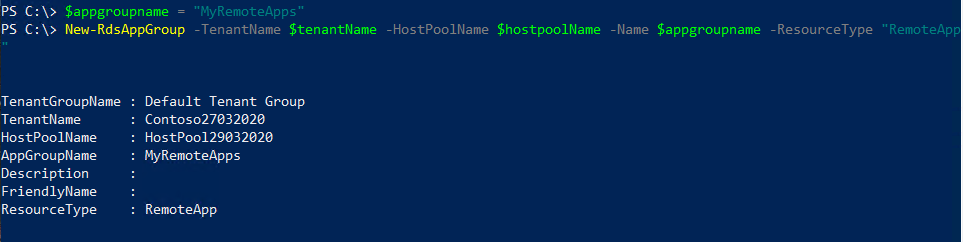 PS C:\> $appgroupname = "MyRemoteApps"
PS C:\> New-RdsAppGroup -TenantName $tenantName -HostPoolName $hostpoolName -Name $appgroupname -ResourceType "RemoteApp
"
TenantGroupName : Default Tenant Group
TenantName      : Contoso27032020
HostPoolName    : HostPool29032020
AppGroupName    : MyRemoteApps
Description     :
FriendlyName    :
ResourceType    : RemoteApp